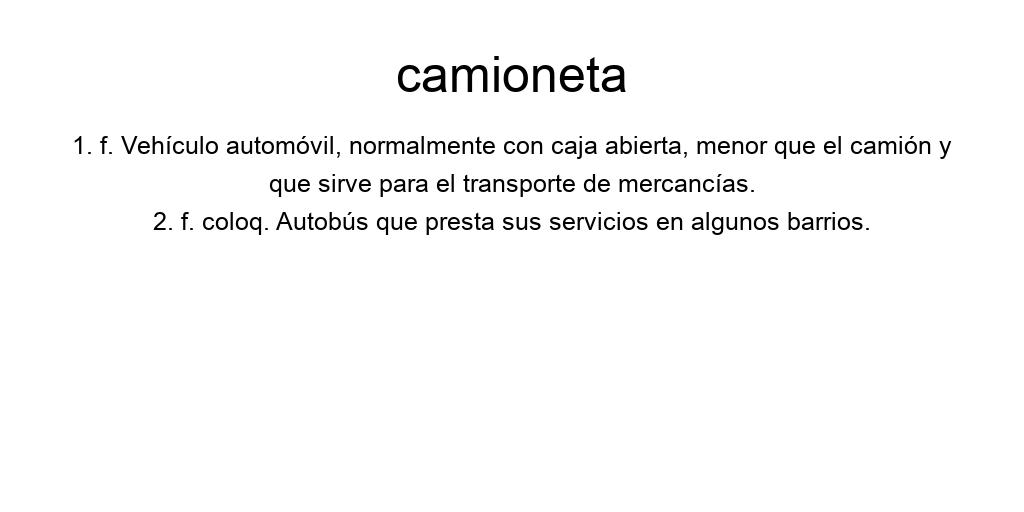 camioneta
1. f. Vehículo automóvil, normalmente con caja abierta, menor que el camión y
que sirve para el transporte de mercancías.
2. f. coloq. Autobús que presta sus servicios en algunos barrios.